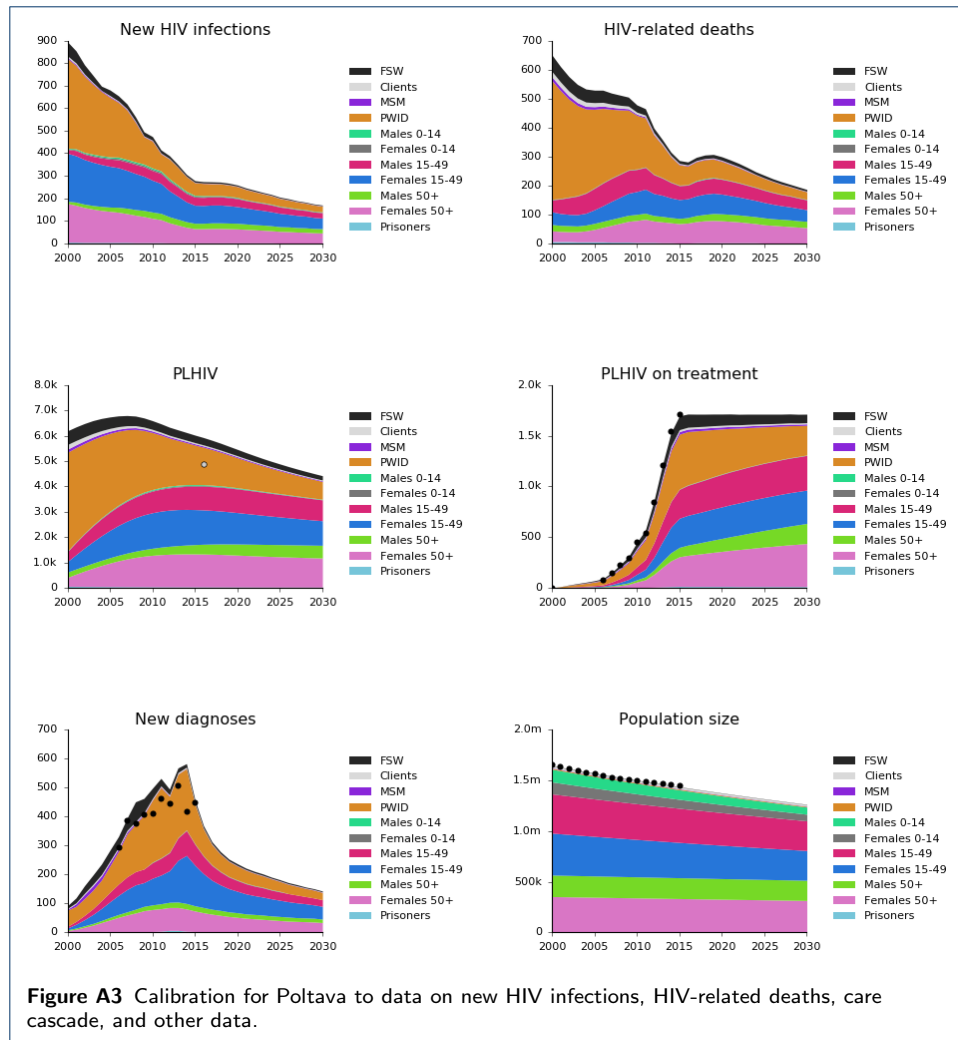 New HIV infections
900
800
700
600
500
400
300
200
100
0
2000 2005 2010 2015 2020 2025 2030
FSW
Clients
MSM
PWID
Males 0-14
Females 0-14
Males 15-49
Females 15-49
Males 50+
Females 50+
Prisoners
HIV-related deaths
700
600
500
400
300
200
100
0
2000 2005 2010 2015 2020 2025 2030
FSW
Clients
MSM
PWID
Males 0-14
Females 0-14
Males 15-49
Females 15-49
Males 50+
Females 50+
Prisoners
PLHIV
8.0k
7.0k
6.0k
5.0k
4.0k
3.0k
2.0k
1.0k
0
2000 2005 2010 2015 2020 2025 2030
FSW
Clients
MSM
PWID
Males 0-14
Females 0-14
Males 15-49
Females 15-49
Males 50+
Females 50+
Prisoners
PLHIV on treatment
2.0k
1.5k
1.0k
500
0
2000 2005 2010 2015 2020 2025 2030
FSW
Clients
MSM
PWID
Males 0-14
Females 0-14
Males 15-49
Females 15-49
Males 50+
Females 50+
Prisoners
New diagnoses
700
600
500
400
300
200
100
0
2000 2005 2010 2015 2020 2025 2030
FSW
Clients
MSM
PWID
Males 0-14
Females 0-14
Males 15-49
Females 15-49
Males 50+
Females 50+
Prisoners
Population size
2.0m
1.5m
1.0m
500k
0
2000 2005 2010 2015 2020 2025 2030
FSW
Clients
MSM
PWID
Males 0-14
Females 0-14
Males 15-49
Females 15-49
Males 50+
Females 50+
Prisoners
Figure A3 Calibration for Poltava to data on new HIV infections, HIV-related deaths, care
cascade, and other data.